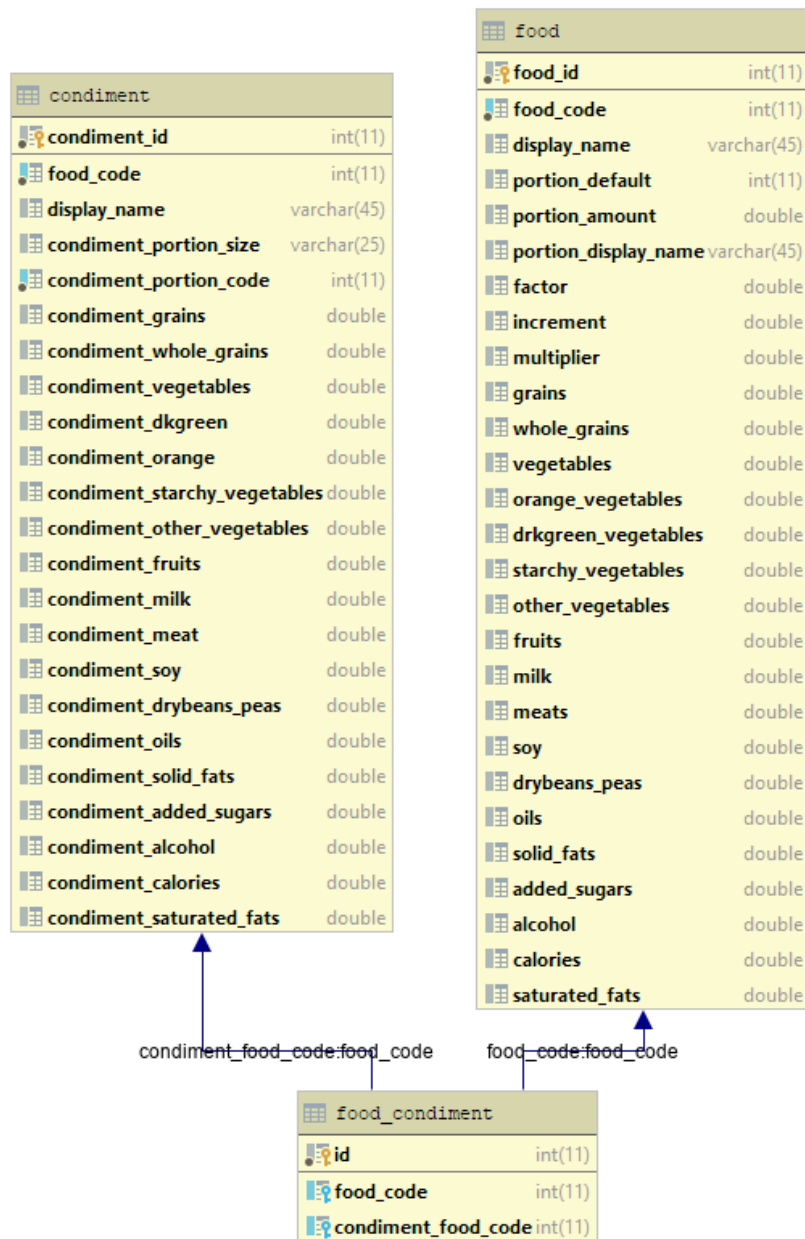 condiment
condiment_id int(11)
food_code int(11)
display_name varchar(45)
condiment_portion_size varchar(25)
condiment_portion_code int(11)
condiment_grains double
condiment_whole_grains double
condiment_vegetables double
condiment_dkgreen double
condiment_orange double
condiment_starchy_vegetables double
condiment_other_vegetables double
condiment_fruits double
condiment_milk double
condiment_meat double
condiment_soy double
condiment_drybeans_peas double
condiment_oils double
condiment_solid_fats double
condiment_added_sugars double
condiment_alcohol double
condiment_calories double
condiment_saturated_fats double
food
food_id int(11)
food_code int(11)
display_name varchar(45)
portion_default int(11)
portion_amount double
portion_display_name varchar(45)
factor double
increment double
multiplier double
grains double
whole_grains double
vegetables double
orange_vegetables double
drkgreen_vegetables double
starchy_vegetables double
other_vegetables double
fruits double
milk double
meats double
soy double
drybeans_peas double
oils double
solid_fats double
added_sugars double
alcohol double
calories double
saturated_fats double
condiment_food_code:food_code
food_code:food_code
food_condiment
id int(11)
food_code int(11)
condiment_food_code int(11)